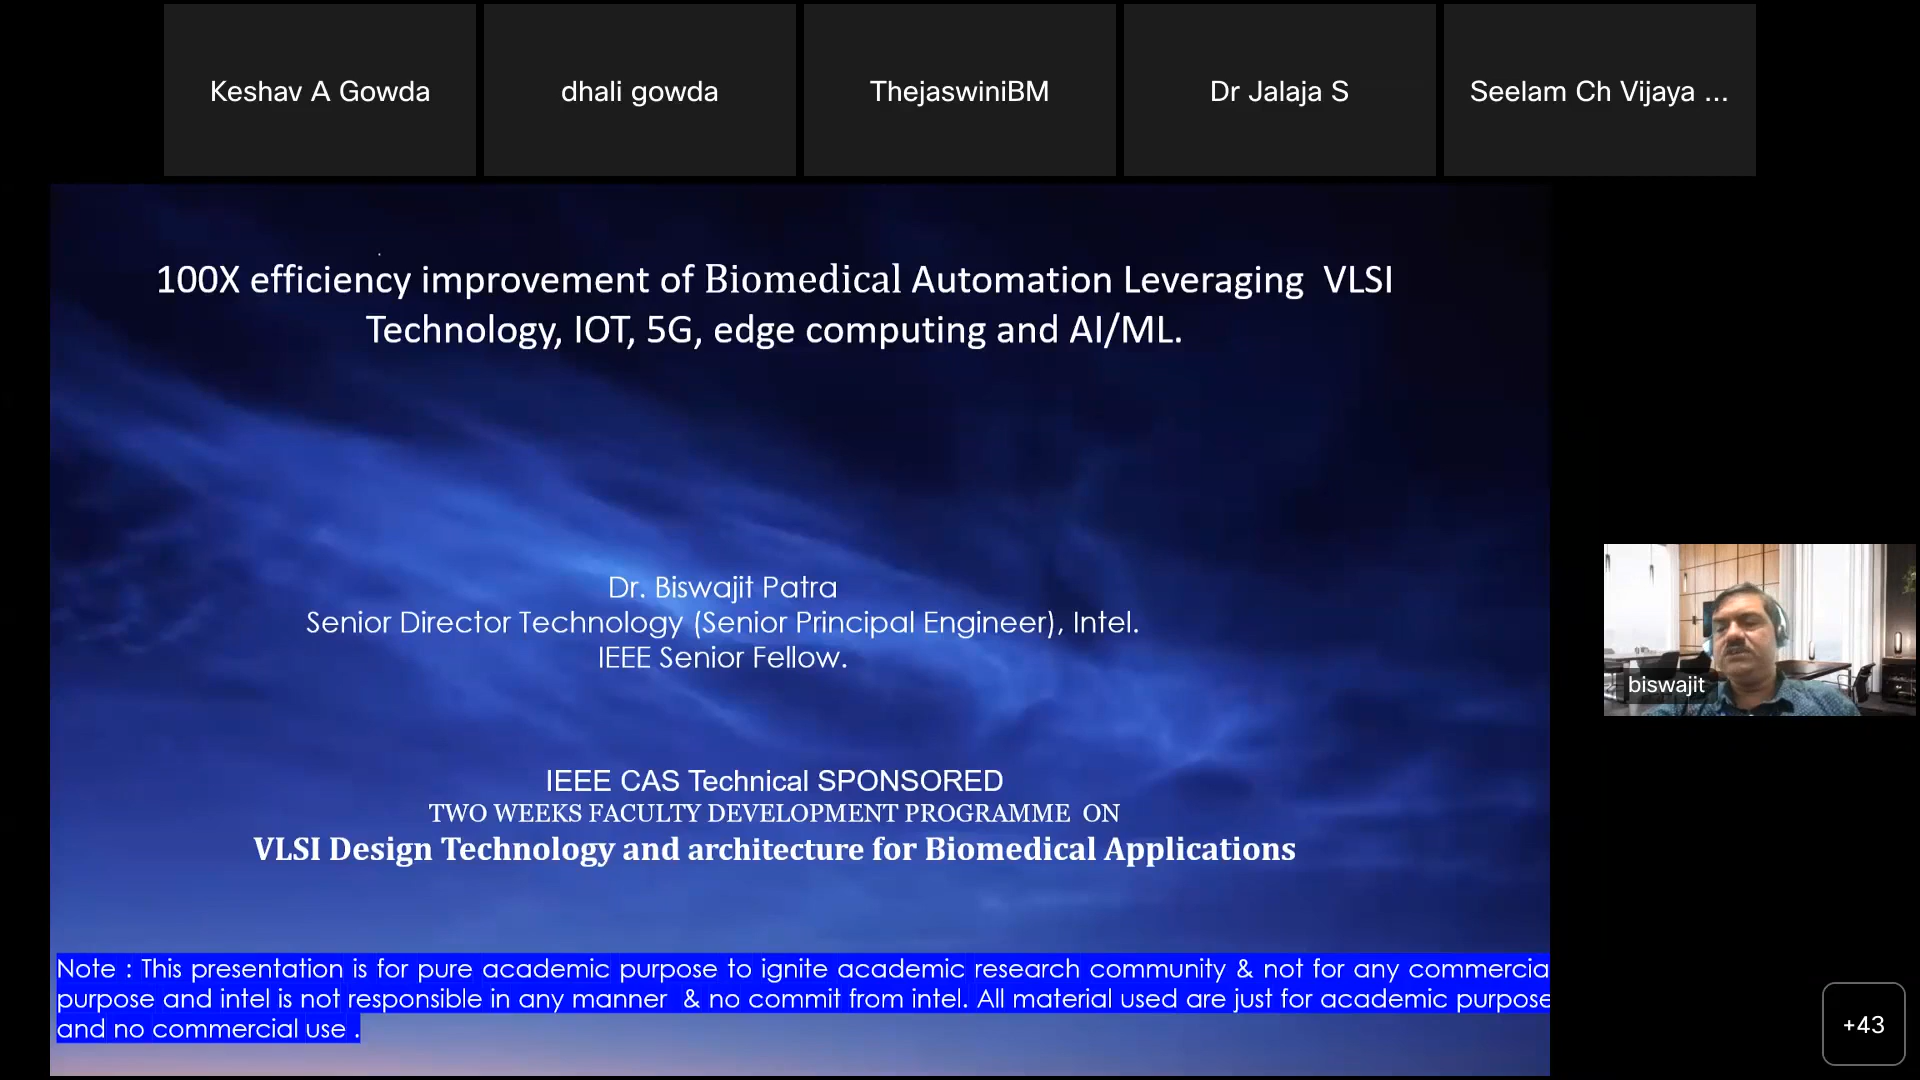 Keshav A Gowda
dhali gowda
ThejaswiniBM
Dr Jalaja S
Seelam Ch Vijaya ...
100X efficiency improvement of Biomedical Automation Leveraging VLSI
Technology, IOT, 5G, edge computing and AI/ML.
Dr. Biswajit Patra
Senior Director Technology (Senior Principal Engineer), Intel.
IEEE Senior Fellow.
biswajit
IEEE CAS Technical SPONSORED
TWO WEEKS FACULTY DEVELOPMENT PROGRAMME ON
VLSI Design Technology and architecture for Biomedical Applications
Note : This presentation is for pure academic purpose to ignite academic research community & not for any commercia
purpose and intel is not responsible in any manner & no commit from intel. All material used are just for academic purpose
and no commercial use .
+43